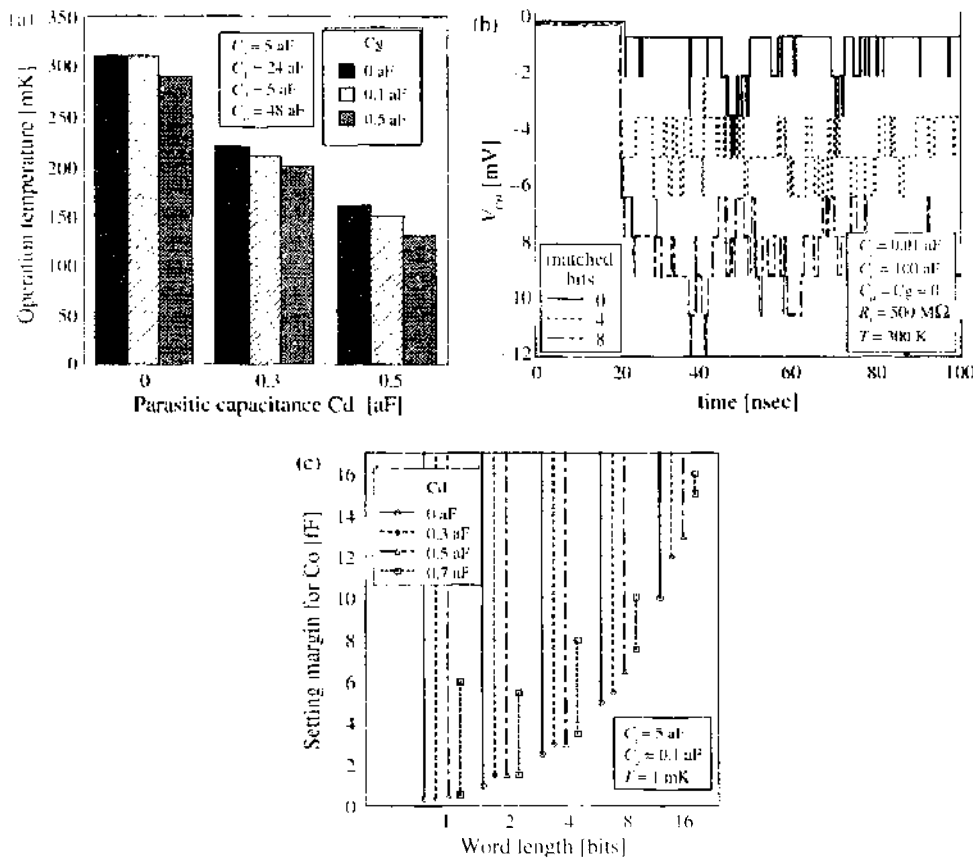 (a)
350
300
250
200
150
100
50
0
Operation temperature [mK]
= 5 aF
= 24 aF
= 5 aF
= 48 aF
Cg
0 aF
0.1 aF
0.5 aF
0
0.3
0.5
Parasitic capacitance Cd [aF]
(b)
0
-2
-4
-6
-8
-10
-12
[mV]
matched
bits
0
4
8
= 0.01 aF
= 100 aF
= Cg = 0
= 500 MΩ
T = 300 K
0
20
40
60
80
100
time [nsec]
(c)
16
14
12
10
8
6
4
2
0
Setting margin for Co [fF]
Cd
0 aF
0.3 aF
0.5 aF
0.7 aF
= 5 aF
= 0.1 aF
T = 1 mK
1
2
4
8
16
Word length [bits]